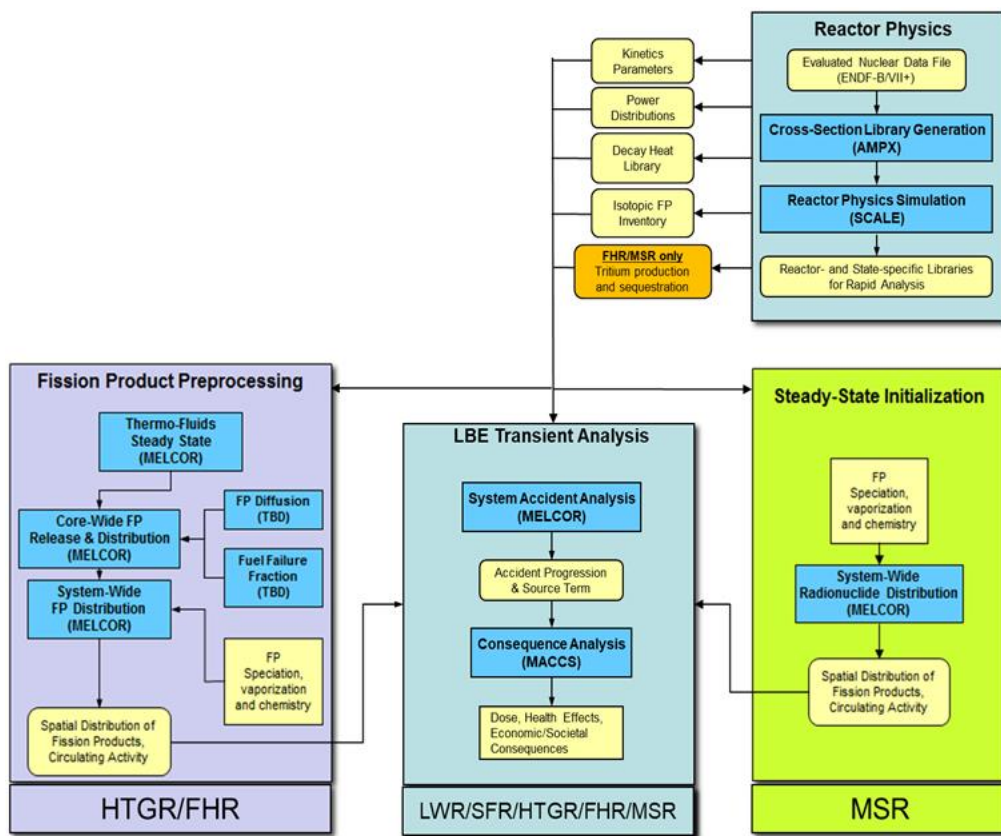 Reactor Physics
Evaluated Nuclear Data File
(ENDF-B/VII+)
Cross-Section Library Generation
(AMPX)
Reactor Physics Simulation
(SCALE)
Reactor- and State-specific Libraries
for Rapid Analysis
Kinetics
Parameters
Power
Distributions
Decay Heat
Library
Isotopic FP
Inventory
FHR/MSR only
Tritium production
and sequestration
Fission Product Preprocessing
Thermo-Fluids
Steady State
(MELCOR)
Core-Wide FP
Release & Distribution
(MELCOR)
FP Diffusion
(TBD)
Fuel Failure
Fraction
(TBD)
System-Wide
FP Distribution
(MELCOR)
FP
Speciation,
vaporization
and chemistry
Spatial Distribution of
Fission Products,
Circulating Activity
HTGR/FHR
LBE Transient Analysis
System Accident Analysis
(MELCOR)
Accident Progression
& Source Term
Consequence Analysis
(MACCS)
Dose, Health Effects,
Economic/Societal
Consequences
LWR/SFR/HTGR/FHR/MSR
Steady-State Initialization
FP
Speciation,
vaporization
and chemistry
System-Wide
Radionuclide Distribution
(MELCOR)
Spatial Distribution of
Fission Products,
Circulating Activity
MSR